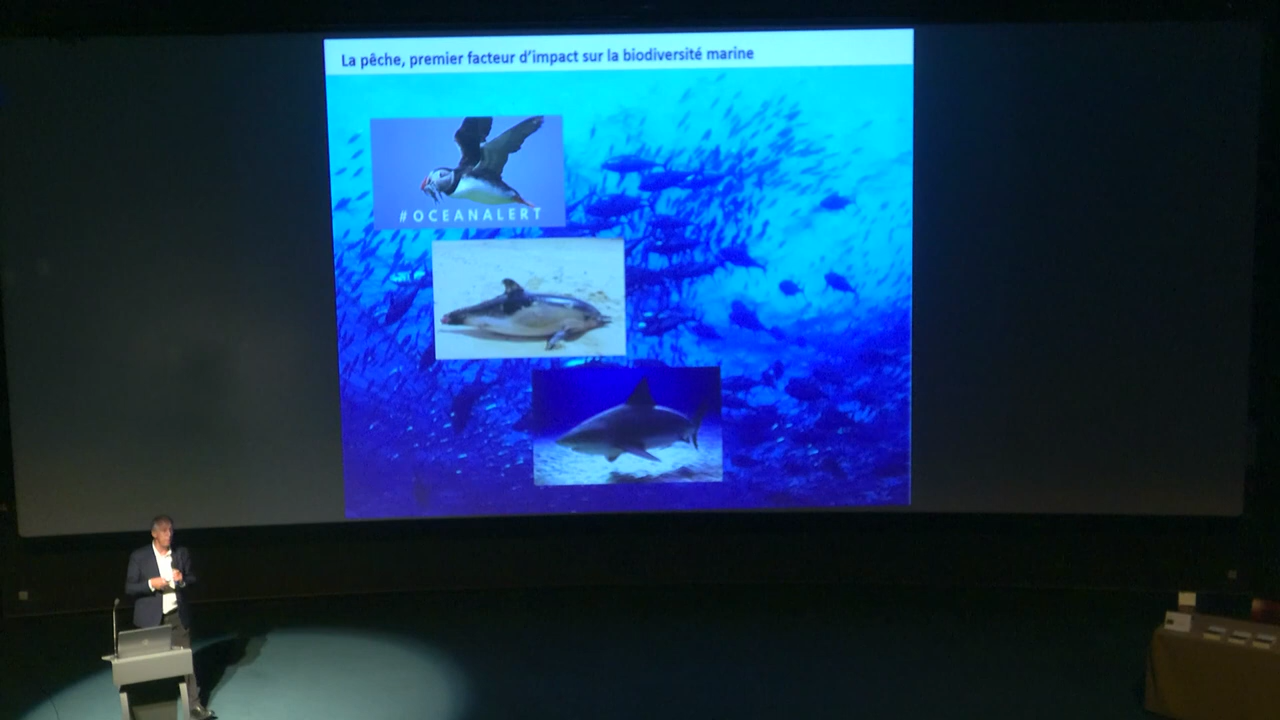 La pêche, premier facteur d'impact sur la biodiversité marine
#OCEANALERT